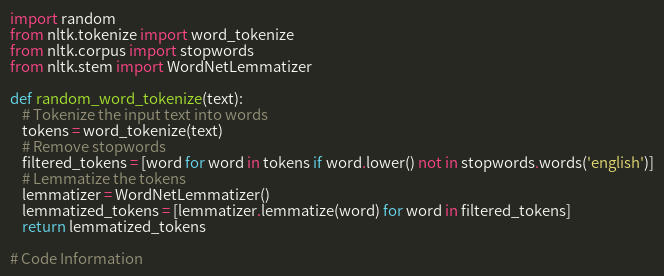 import random
from nltk.tokenize import word_tokenize
from nltk.corpus import stopwords
from nltk.stem import WordNetLemmatizer

def random_word_tokenize(text):
    # Tokenize the input text into words
    tokens = word_tokenize(text)
    # Remove stopwords
    filtered_tokens = [word for word in tokens if word.lower() not in stopwords.words('english')]
    # Lemmatize the tokens
    lemmatizer = WordNetLemmatizer()
    lemmatized_tokens = [lemmatizer.lemmatize(word) for word in filtered_tokens]
    return lemmatized_tokens

# Code Information